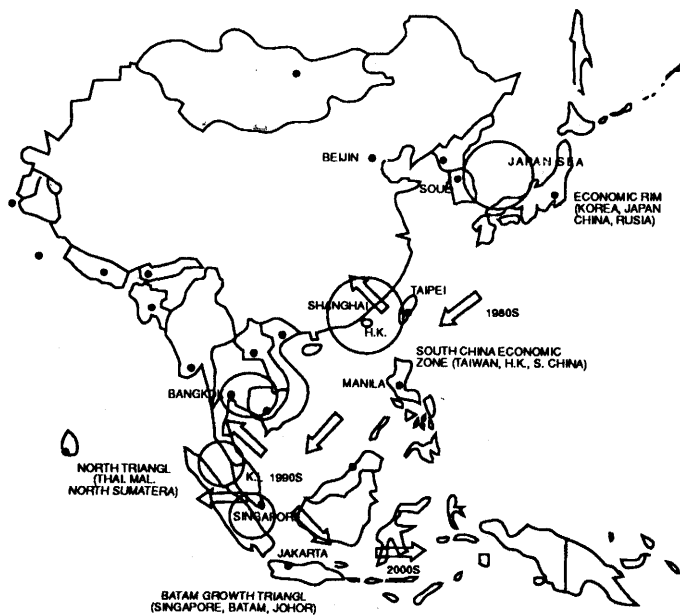 BEIJIN
JAPAN SEA
SOUL
ECONOMIC RIM
(KOREA, JAPAN
CHINA, RUSIA)
TAIPEI
SHANGHAI
H.K.
1980S
SOUTH CHINA ECONOMIC
ZONE (TAIWAN, H.K., S. CHINA)
MANILA
BANGKOK
NORTH TRIANGL
(THAI. MAL.
NORTH SUMATERA)
K.L.
1990S
SINGAPORE
JAKARTA
2000S
BATAM GROWTH TRIANGL
(SINGAPORE, BATAM, JOHOR)